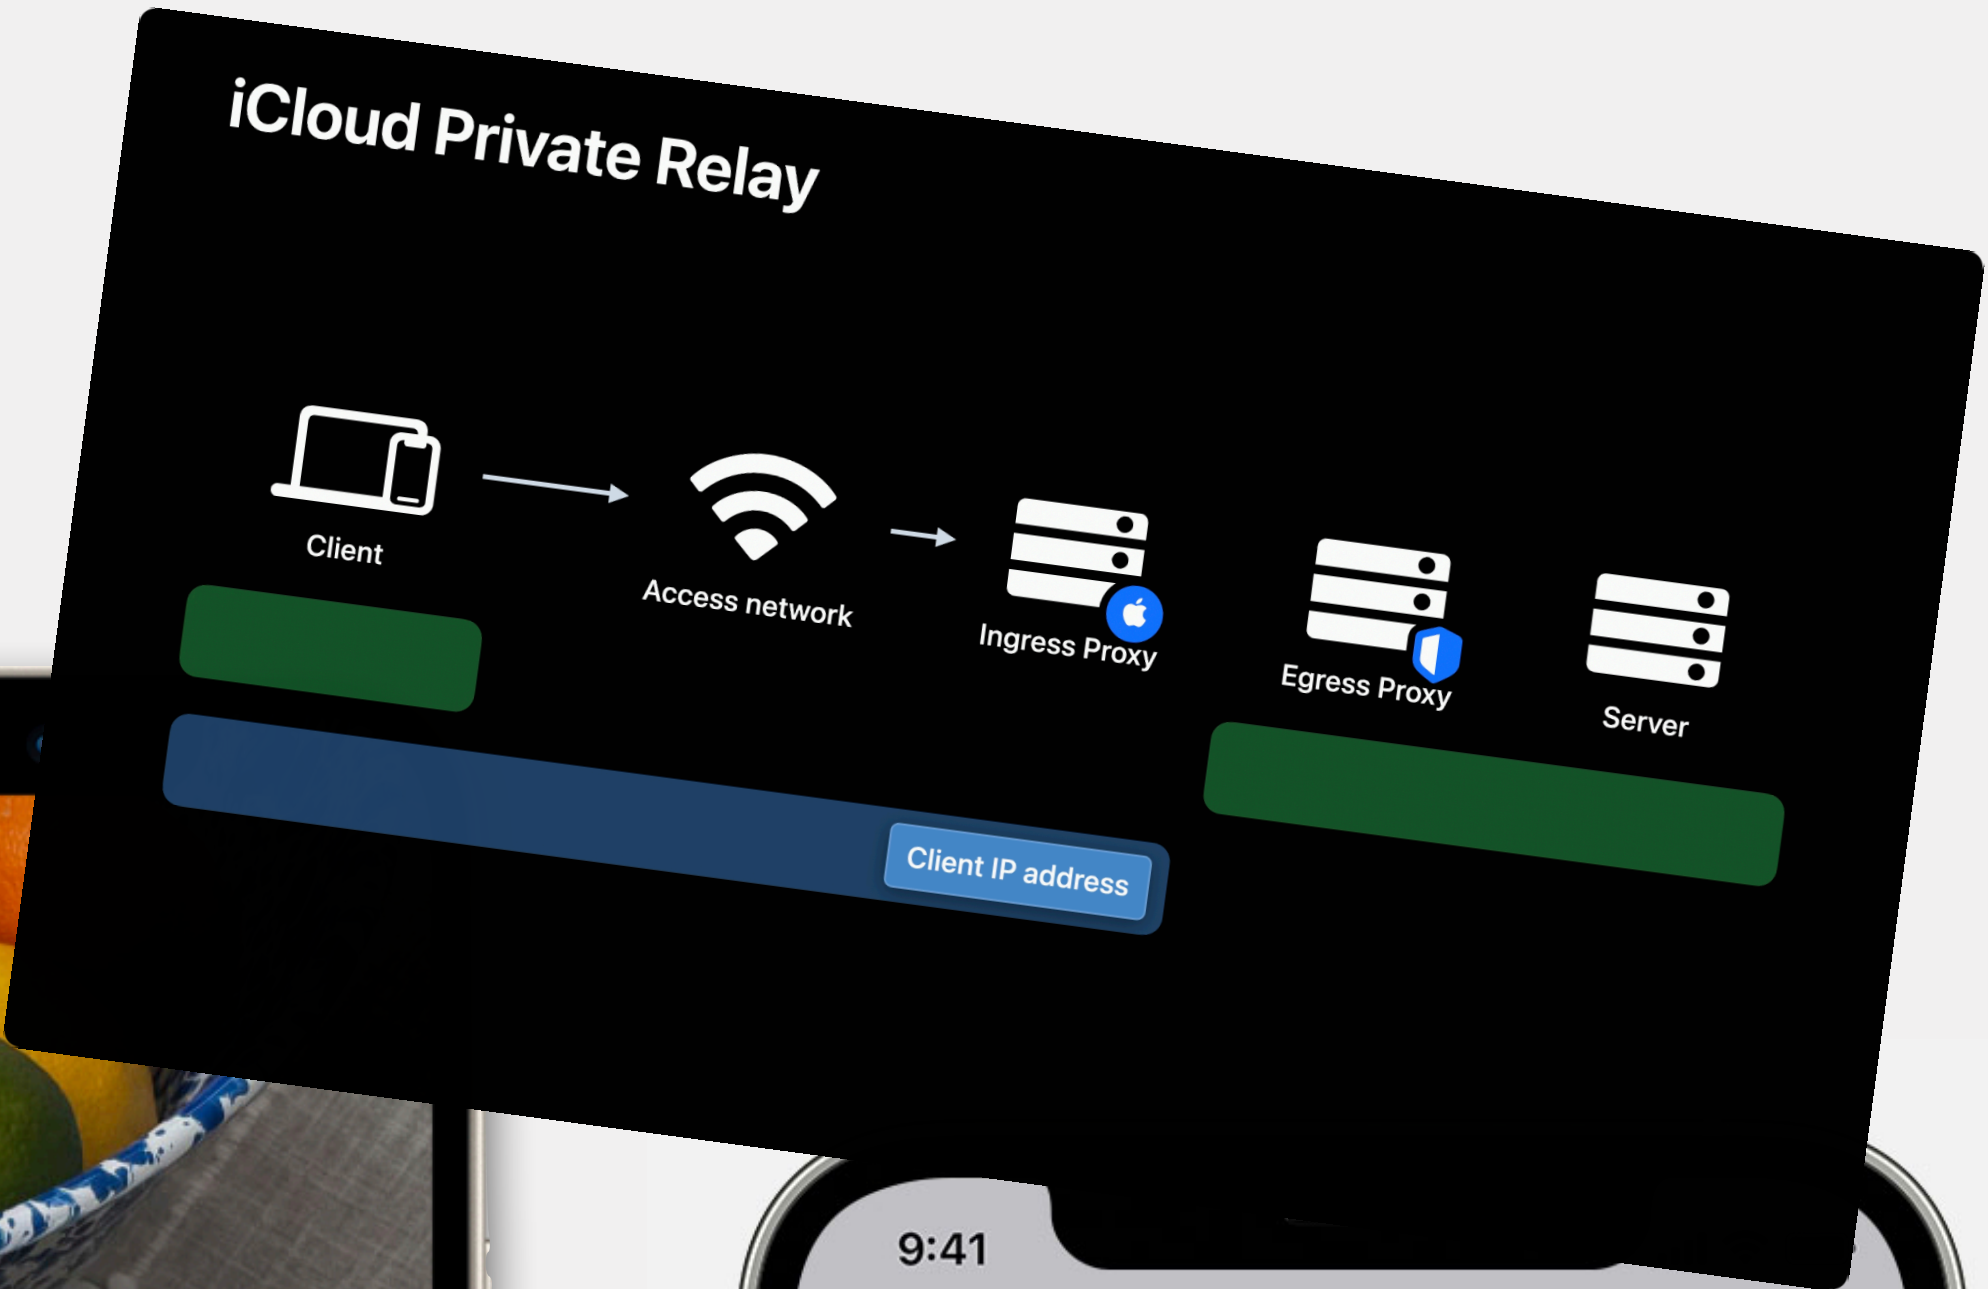 iCloud Private Relay
Client
Access network
Ingress Proxy
Egress Proxy
Server
Client IP address
9:41